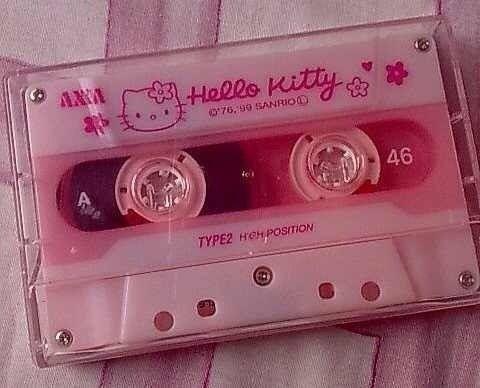 AXIA Hello Kitty
©'76,'99 SANRIO Ⓛ
A 46
TYPE2 HIGH POSITION